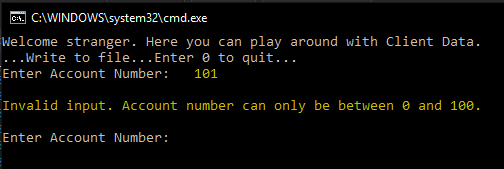 C:\WINDOWS\system32\cmd.exe
Welcome stranger. Here you can play around with Client Data.
...Write to file...Enter 0 to quit...
Enter Account Number:   101
Invalid input. Account number can only be between 0 and 100.
Enter Account Number: